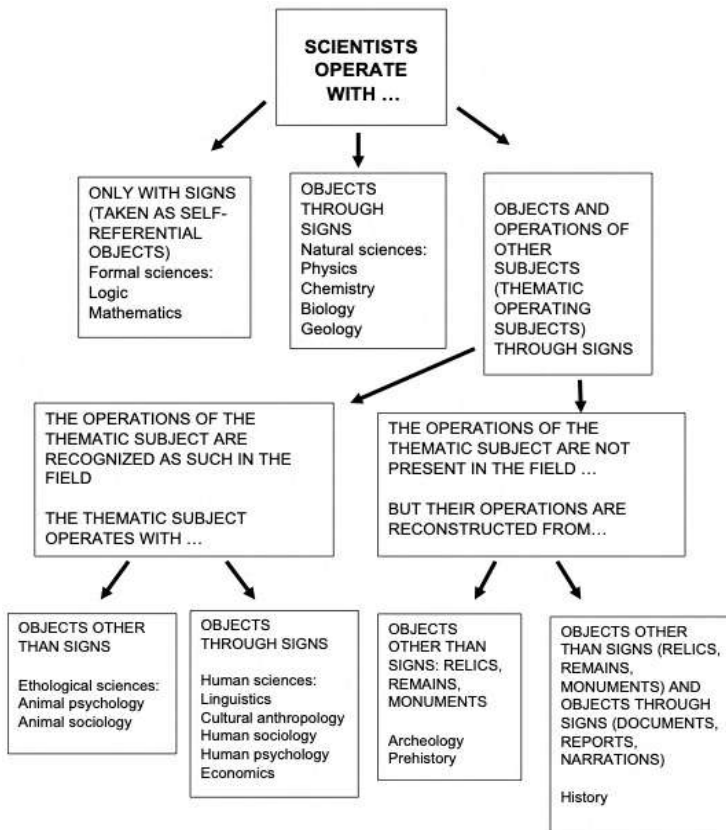 SCIENTISTS
OPERATE
WITH …
ONLY WITH SIGNS
(TAKEN AS SELF-
REFERENTIAL
OBJECTS)
Formal sciences:
Logic
Mathematics
OBJECTS
THROUGH
SIGNS
Natural sciences:
Physics
Chemistry
Biology
Geology
OBJECTS AND
OPERATIONS OF
OTHER
SUBJECTS
(THEMATIC
OPERATING
SUBJECTS)
THROUGH SIGNS
THE OPERATIONS OF THE
THEMATIC SUBJECT ARE
RECOGNIZED AS SUCH IN THE
FIELD
THE THEMATIC SUBJECT
OPERATES WITH …
THE OPERATIONS OF THE
THEMATIC SUBJECT ARE NOT
PRESENT IN THE FIELD …
BUT THEIR OPERATIONS ARE
RECONSTRUCTED FROM…
OBJECTS OTHER
THAN SIGNS
Ethological sciences:
Animal psychology
Animal sociology
OBJECTS
THROUGH SIGNS
Human sciences:
Linguistics
Cultural anthropology
Human sociology
Human psychology
Economics
OBJECTS
OTHER THAN
SIGNS: RELICS,
REMAINS,
MONUMENTS
Archeology
Prehistory
OBJECTS OTHER
THAN SIGNS (RELICS,
REMAINS,
MONUMENTS) AND
OBJECTS THROUGH
SIGNS (DOCUMENTS,
REPORTS,
NARRATIONS)
History